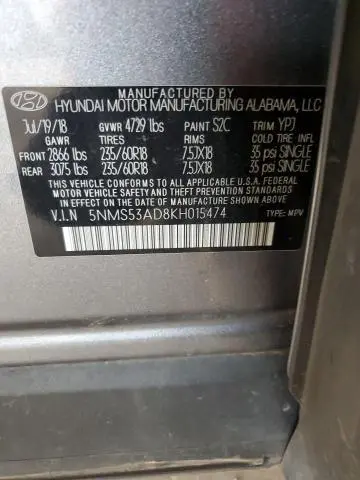 MANUFACTURED BY
HYUNDAI MOTOR MANUFACTURING ALABAMA, LLC
Jul/19/18 GVWR 4729 lbs PAINT S2C TRIM YPJ
GAWR TIRES RIMS COLD TIRE INFL
FRONT 2866 lbs 235/60R18 7.5JX18 35 psi SINGLE
REAR 3075 lbs 235/60R18 7.5JX18 35 psi SINGLE
THIS VEHICLE CONFORMS TO ALL APPLICABLE U.S.A. FEDERAL
MOTOR VEHICLE SAFETY, BUMPER, AND THEFT PREVENTION
STANDARDS IN EFFECT ON THE DATE OF MANUFACTURE SHOWN ABOVE.
V.I.N 5NMS53AD8KH015474 TYPE: MPV